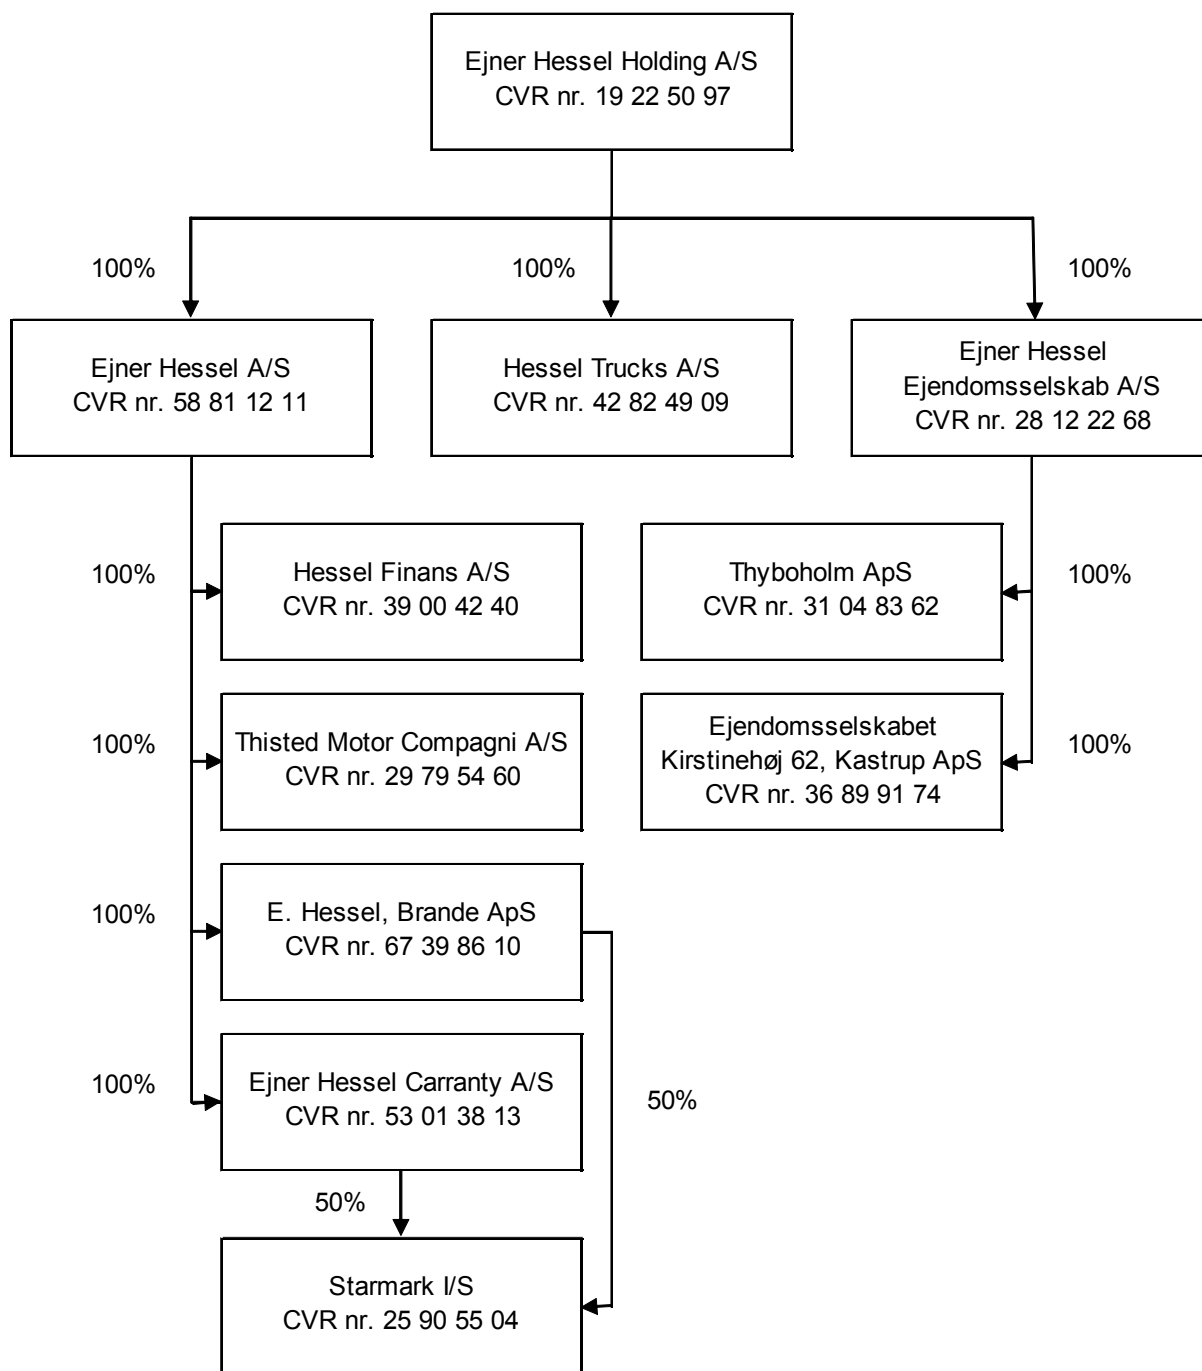 Ejner Hessel Holding A/S
CVR nr. 19 22 50 97
100%
100%
100%
Ejner Hessel A/S
CVR nr. 58 81 12 11
Hessel Trucks A/S
CVR nr. 42 82 49 09
Ejner Hessel
Ejendomsselskab A/S
CVR nr. 28 12 22 68
100%
Hessel Finans A/S
CVR nr. 39 00 42 40
Thyboholm ApS
CVR nr. 31 04 83 62
100%
100%
Thisted Motor Compagni A/S
CVR nr. 29 79 54 60
Ejendomsselskabet
Kirstinehøj 62, Kastrup ApS
CVR nr. 36 89 91 74
100%
100%
E. Hessel, Brande ApS
CVR nr. 67 39 86 10
100%
Ejner Hessel Carranty A/S
CVR nr. 53 01 38 13
50%
50%
Starmark I/S
CVR nr. 25 90 55 04